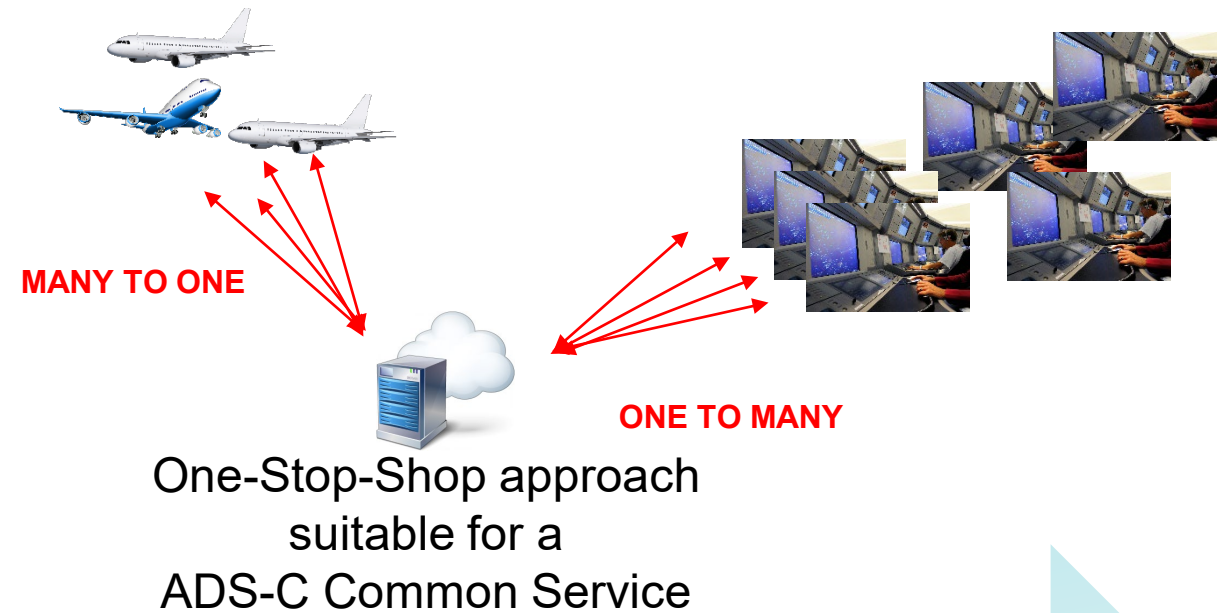 MANY TO ONE
ONE TO MANY
One-Stop-Shop approach
suitable for a
ADS-C Common Service